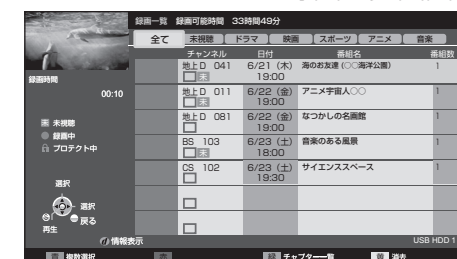 録画一覧 録画可能時間 33時間49分
全て 未視聴 ドラマ 映画 スポーツ アニメ 音楽
チャンネル 日付 番組名 番組数
地上D 041 6/21 (木) 海のお友達 (○○海洋公園) 1
未 19:00
録画時間
00:10
地上D 011 6/22 (金) アニメ宇宙人○○ 1
未 19:00
地上D 081 6/22 (金) なつかしの名画館 1
19:00
未 未視聴
録画中
プロテクト中
BS 103 6/23 (土) 音楽のある風景 1
未 18:00
CS 102 6/23 (土) サイエンススペース 1
19:30
選択
選択
戻る
再生
情報表示 USB HDD 1
青 複数選択 赤 緑 チャプター一覧 黄 消去